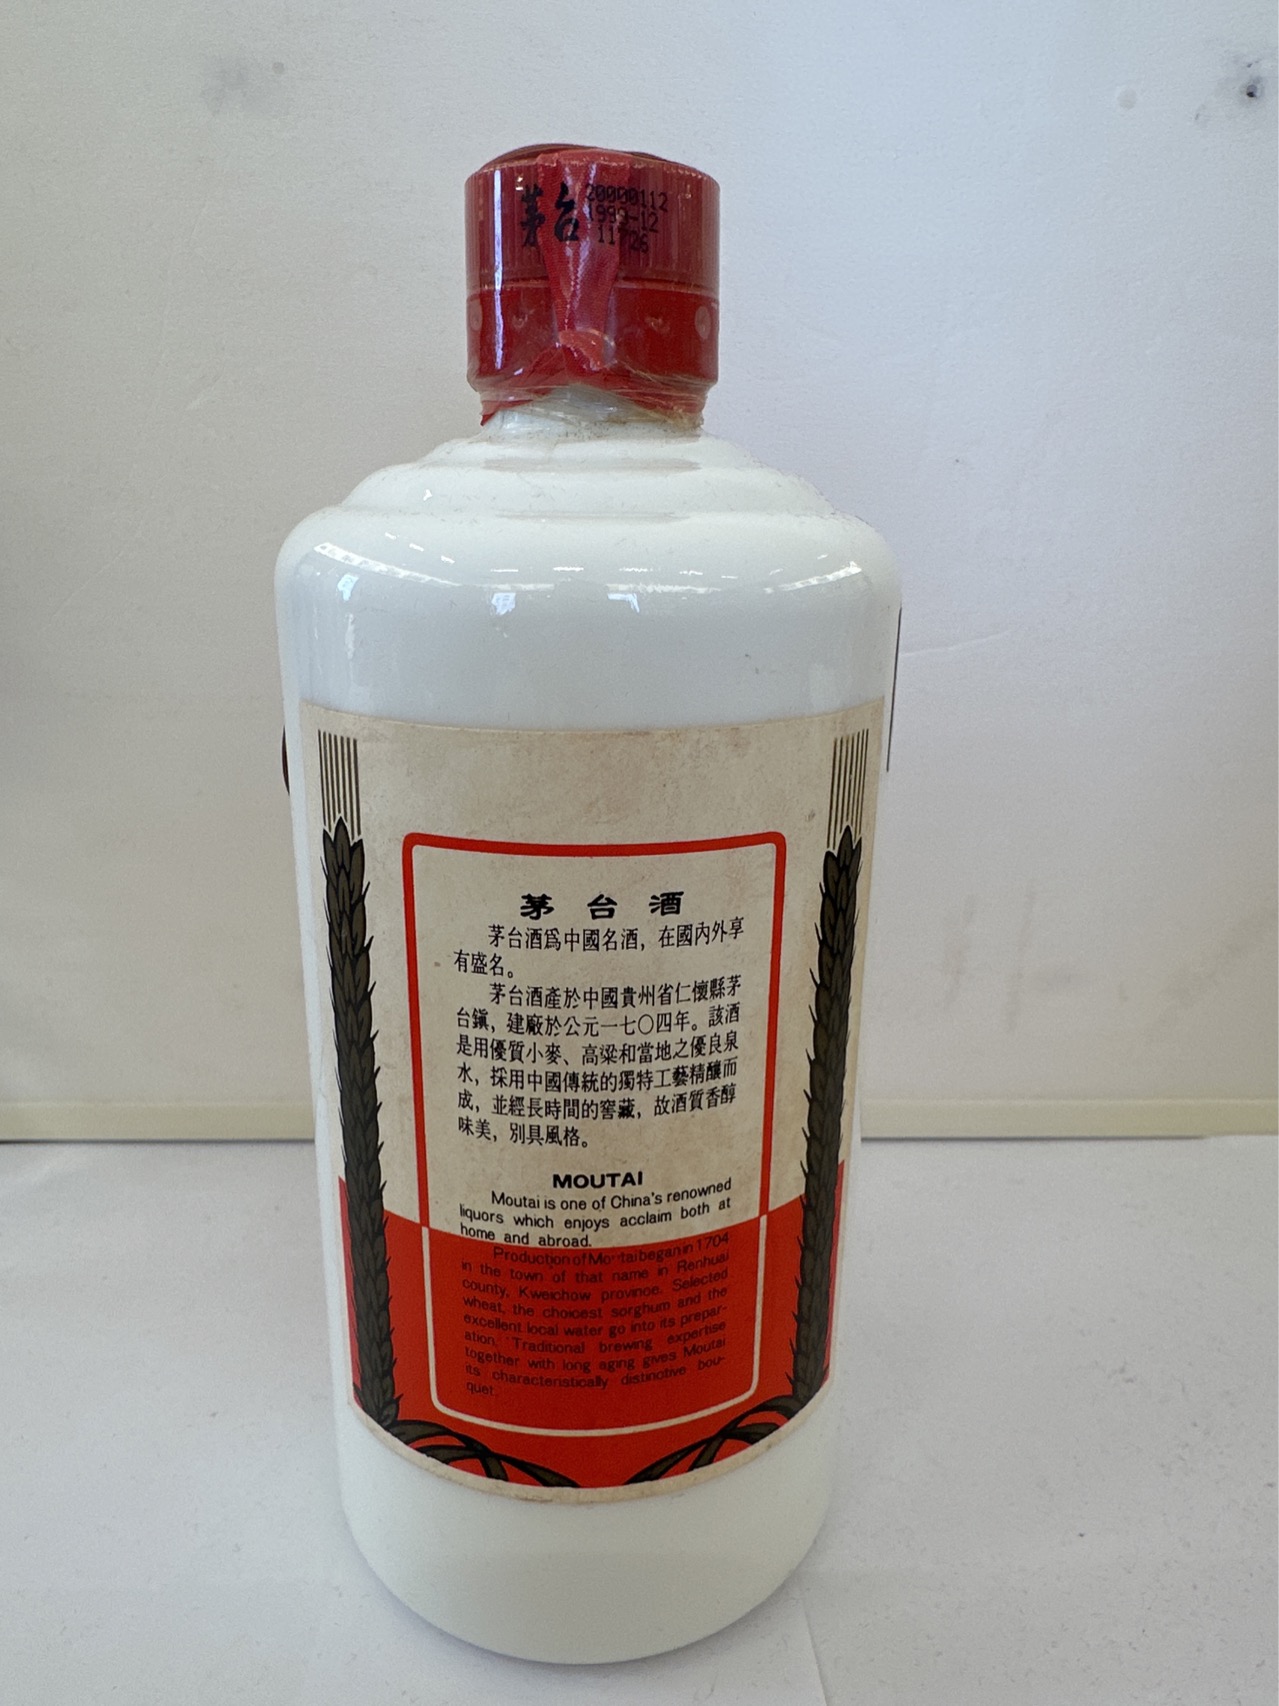 茅台
20000112
1999-12
11726
茅台酒
茅台酒爲中國名酒，在國內外享
有盛名。
茅台酒產於中國貴州省仁懷縣茅
台鎭，建廠於公元一七〇四年。該酒
是用優質小麥、高粱和當地之優良泉
水，採用中國傳統的獨特工藝精釀而
成，並經長時間的窖藏，故酒質香醇
味美，別具風格。
MOUTAI
Moutai is one of China's renowned
liquors which enjoys acclaim both at
home and abroad.
Production of Moutai began in 1704
in the town of that name in Renhuai
county, Kweichow province. Selected
wheat, the choicest sorghum and the
excellent local water go into its prepar-
ation. Traditional brewing expertise
together with long aging gives Moutai
its characteristically distinctive bou-
quet.